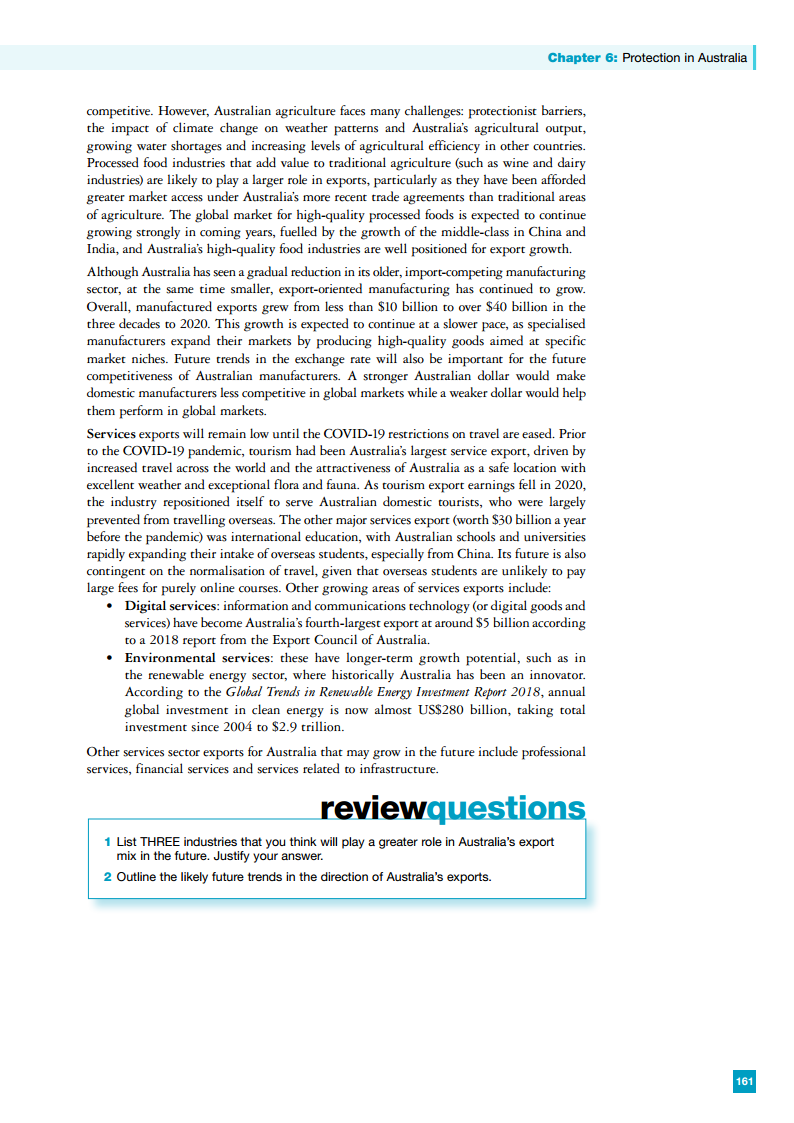 Chapter 6: Protection in Australia
competitive. However, Australian agriculture faces many challenges: protectionist barriers,
the impact of climate change on weather patterns and Australia's agricultural output,
growing water shortages and increasing levels of agricultural efficiency in other countries.
Processed food industries that add value to traditional agriculture (such as wine and dairy
industries) are likely to play a larger role in exports, particularly as they have been afforded
greater market access under Australia's more recent trade agreements than traditional areas
of agriculture. The global market for high-quality processed foods is expected to continue
growing strongly in coming years, fuelled by the growth of the middle-class in China and
India, and Australia's high-quality food industries are well positioned for export growth.
Although Australia has seen a gradual reduction in its older, import-competing manufacturing
sector, at the same time smaller, export-oriented manufacturing has continued to grow.
Overall, manufactured exports grew from less than $10 billion to over $40 billion in the
three decades to 2020. This growth is expected to continue at a slower pace, as specialised
manufacturers expand their markets by producing high-quality goods aimed at specific
market niches. Future trends in the exchange rate will also be important for the future
competitiveness of Australian manufacturers. A stronger Australian dollar would make
domestic manufacturers less competitive in global markets while a weaker dollar would help
them perform in global markets.
Services exports will remain low until the COVID-19 restrictions on travel are eased. Prior
to the COVID-19 pandemic, tourism had been Australia's largest service export, driven by
increased travel across the world and the attractiveness of Australia as a safe location with
excellent weather and exceptional flora and fauna. As tourism export earnings fell in 2020,
the industry repositioned itself to serve Australian domestic tourists, who were largely
prevented from travelling overseas. The other major services export (worth $30 billion a year
before the pandemic) was international education, with Australian schools and universities
rapidly expanding their intake of overseas students, especially from China. Its future is also
contingent on the normalisation of travel, given that overseas students are unlikely to pay
large fees for purely online courses. Other growing areas of services exports include:
• Digital services: information and communications technology (or digital goods and
services) have become Australia's fourth-largest export at around $5 billion according
to a 2018 report from the Export Council of Australia.
• Environmental services: these have longer-term growth potential, such as in
the renewable energy sector, where historically Australia has been an innovator.
According to the Global Trends in Renewable Energy Investment Report 2018, annual
global investment in clean energy is now almost US$280 billion, taking total
investment since 2004 to $2.9 trillion.
Other services sector exports for Australia that may grow in the future include professional
services, financial services and services related to infrastructure.
reviewquestions
1 List THREE industries that you think will play a greater role in Australia's export
mix in the future. Justify your answer.
2 Outline the likely future trends in the direction of Australia's exports.
161